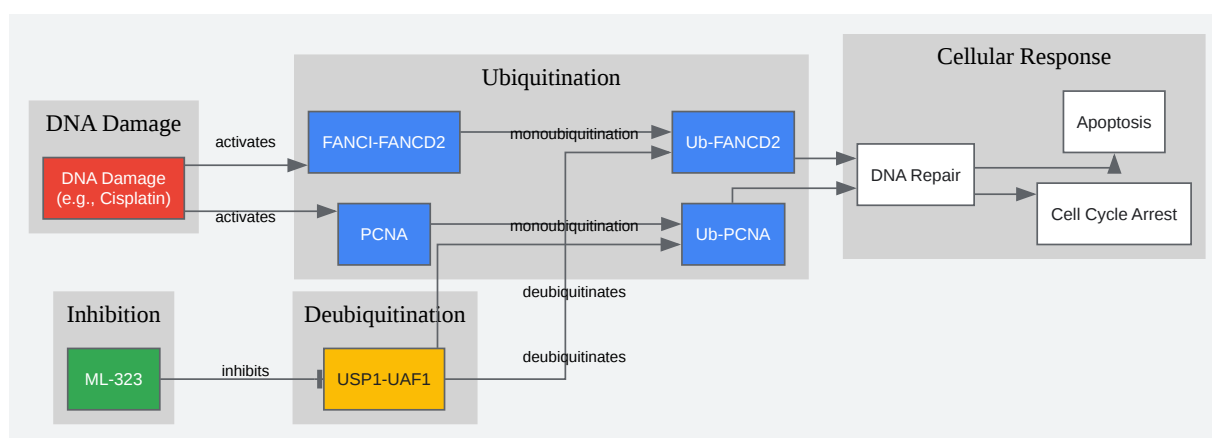 Cellular Response
Ubiquitination
Apoptosis
DNA Damage
activates
FANCI-FANCD2
monoubiquitination
Ub-FANCD2
DNA Repair
DNA Damage
(e.g., Cisplatin)
activates
PCNA
monoubiquitination
Ub-PCNA
Cell Cycle Arrest
deubiquitinates
Inhibition
Deubiquitination
deubiquitinates
ML-323
inhibits
USP1-UAF1